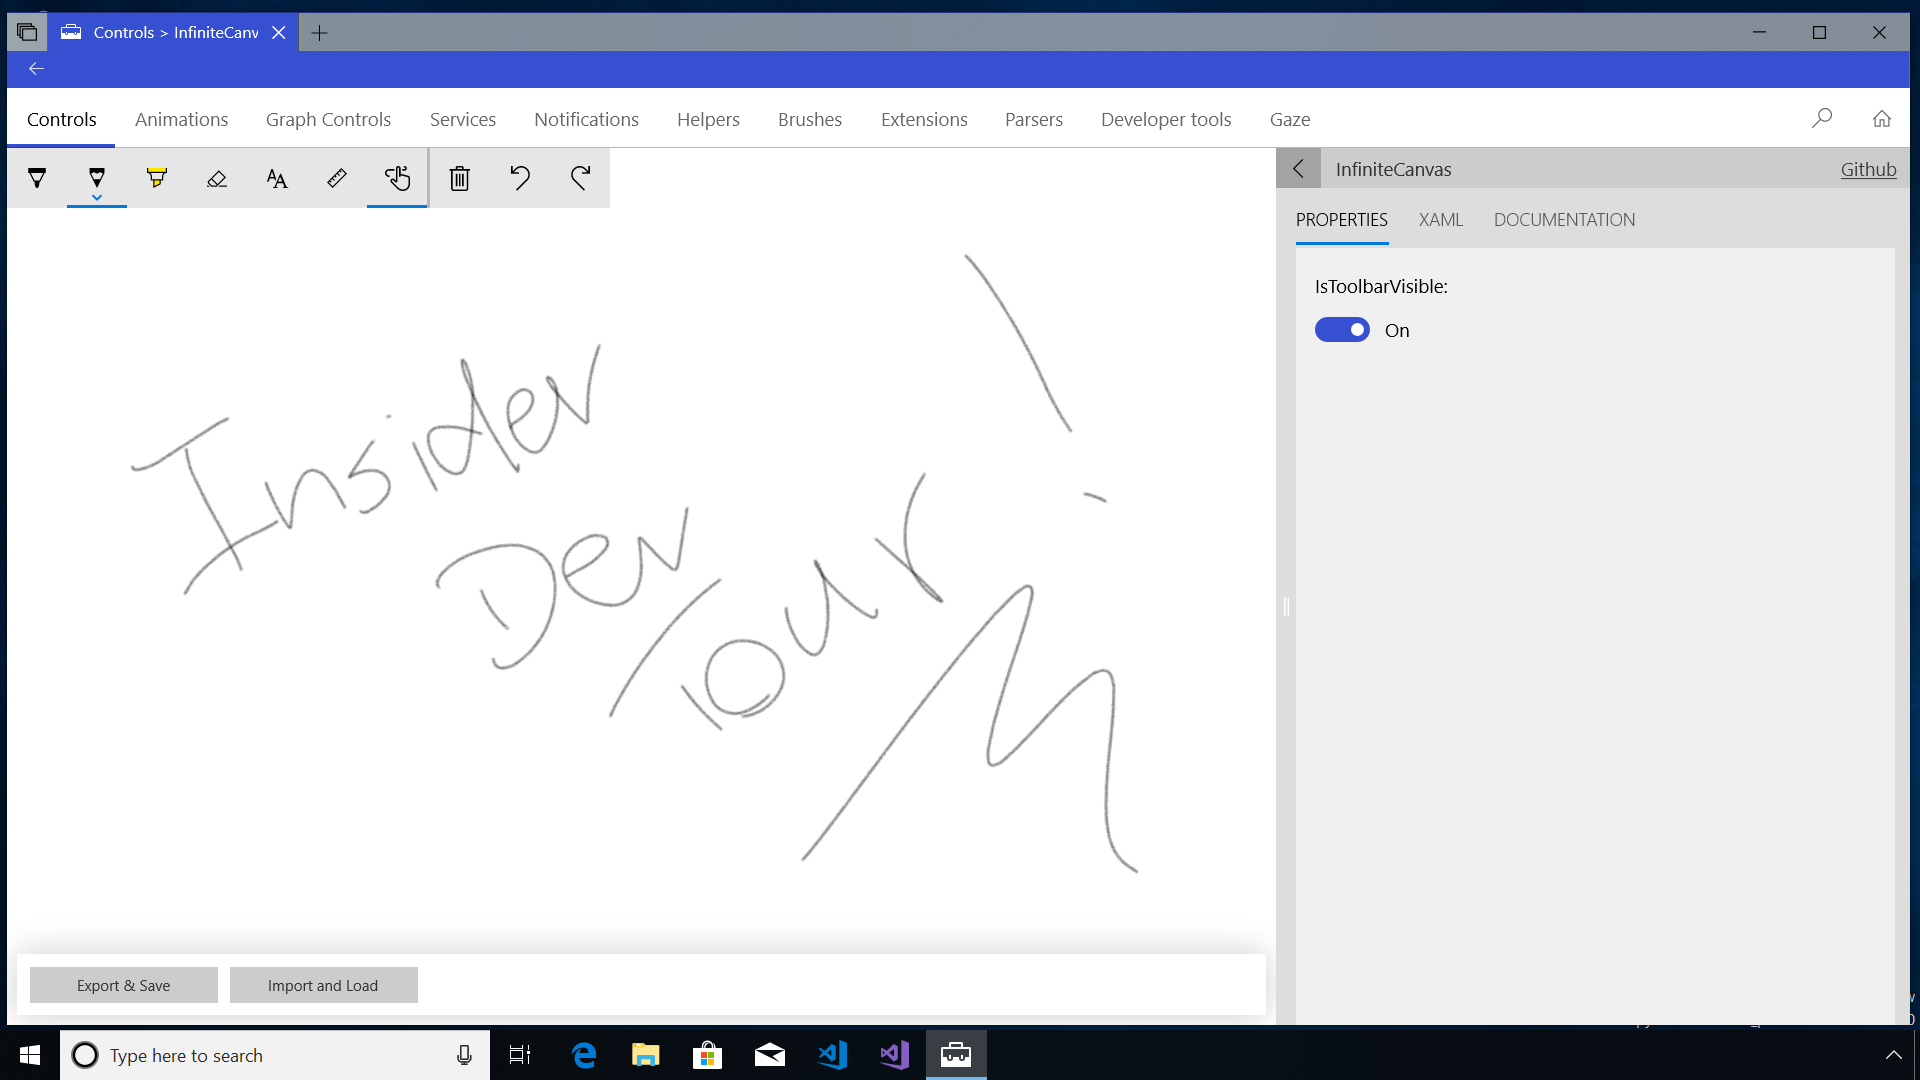 Controls > InfiniteCanv
Controls Animations Graph Controls Services Notifications Helpers Brushes Extensions Parsers Developer tools Gaze
InfiniteCanvas Github
PROPERTIES XAML DOCUMENTATION
IsToolbarVisible:
On
Insider
Dev
Tour !
M
Export & Save Import and Load
Type here to search